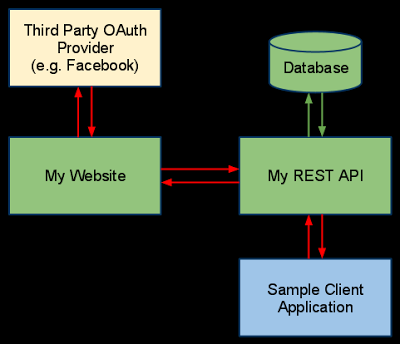 Third Party OAuth
Provider
(e.g. Facebook)
Database
My Website
My REST API
Sample Client
Application